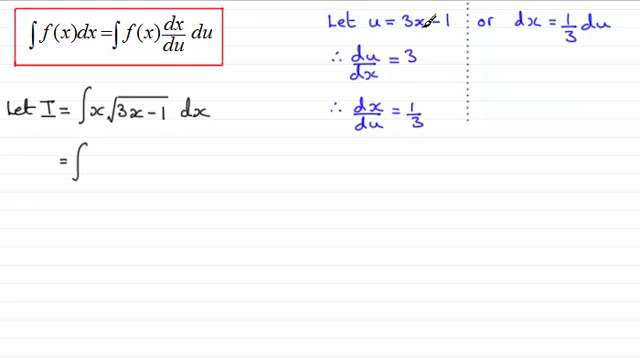 ∫ f(x)dx = ∫ f(x) dx/du du
Let u = 3x - 1 or dx = 1/3 du
∴ du/dx = 3
∴ dx/du = 1/3
Let I = ∫ x √(3x - 1) dx
= ∫